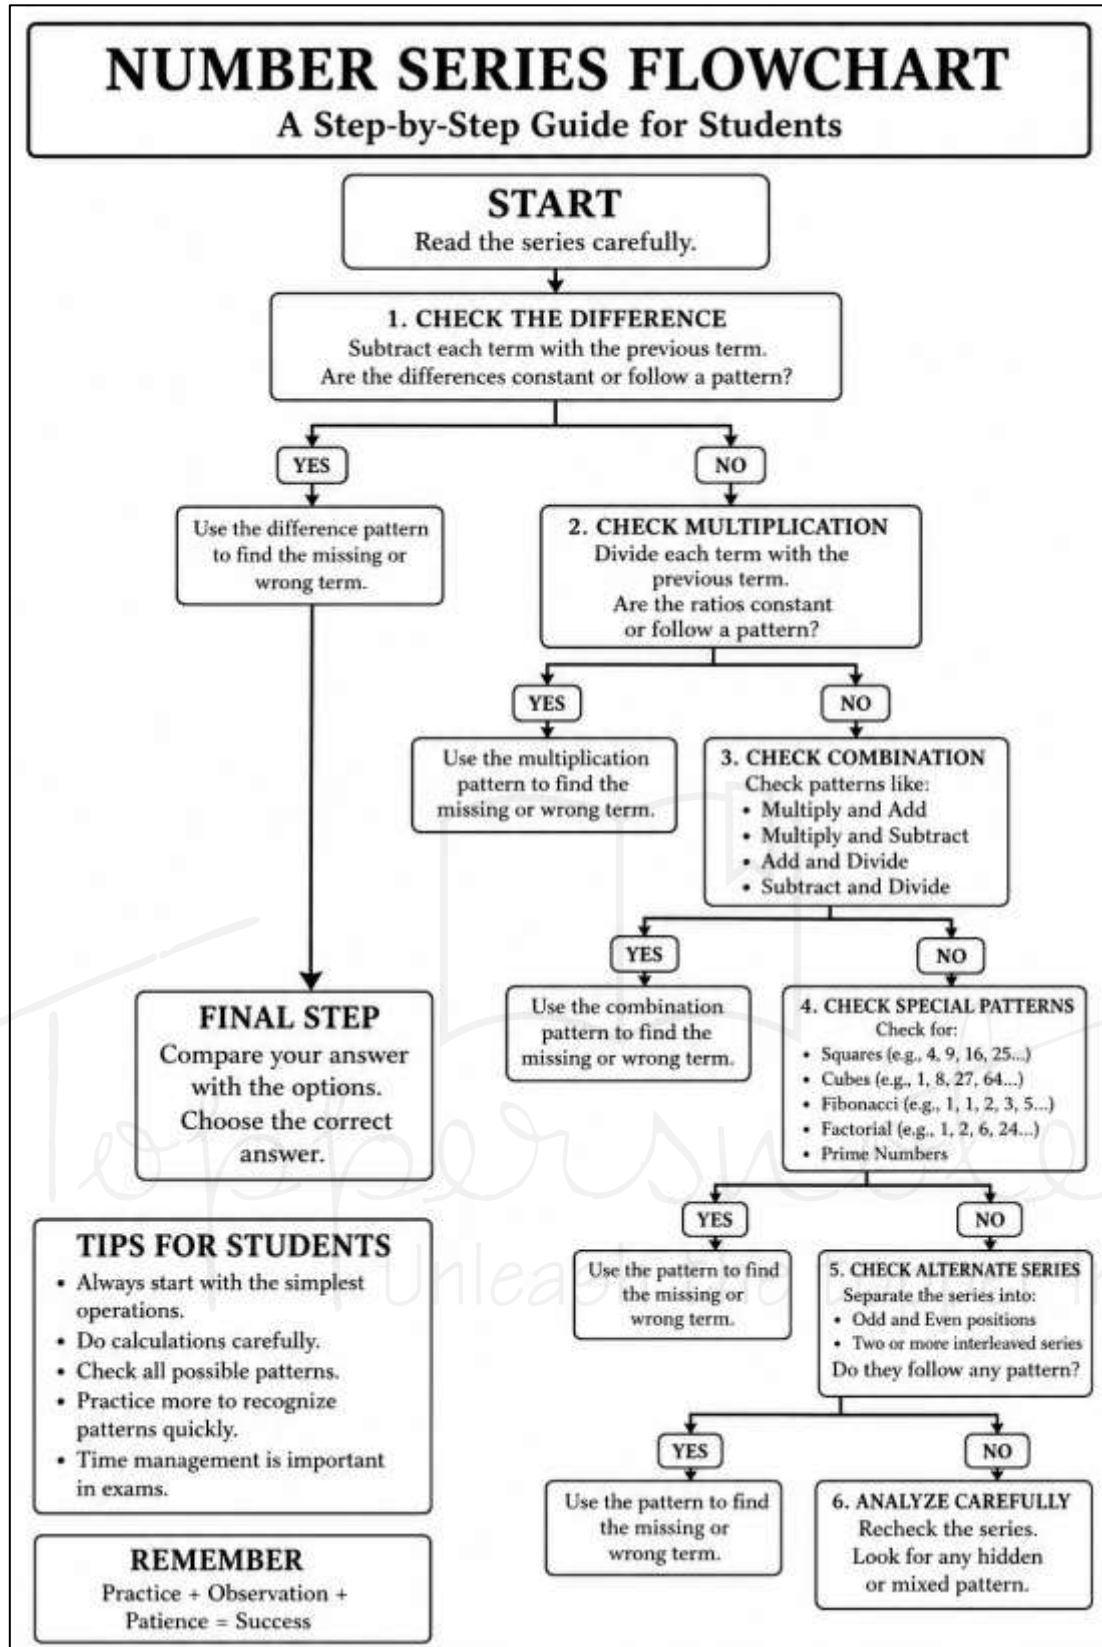 NUMBER SERIES FLOWCHART
A Step-by-Step Guide for Students
START
Read the series carefully.
1. CHECK THE DIFFERENCE
Subtract each term with the previous term.
Are the differences constant or follow a pattern?
YES
NO
Use the difference pattern
to find the missing or
wrong term.
2. CHECK MULTIPLICATION
Divide each term with the
previous term.
Are the ratios constant
or follow a pattern?
YES
NO
Use the multiplication
pattern to find the
missing or wrong term.
3. CHECK COMBINATION
Check patterns like:
• Multiply and Add
• Multiply and Subtract
• Add and Divide
• Subtract and Divide
YES
NO
Use the combination
pattern to find the
missing or wrong term.
4. CHECK SPECIAL PATTERNS
Check for:
• Squares (e.g., 4, 9, 16, 25...)
• Cubes (e.g., 1, 8, 27, 64...)
• Fibonacci (e.g., 1, 1, 2, 3, 5...)
• Factorial (e.g., 1, 2, 6, 24...)
• Prime Numbers
FINAL STEP
Compare your answer
with the options.
Choose the correct
answer.
YES
NO
Use the pattern to find
the missing or
wrong term.
5. CHECK ALTERNATE SERIES
Separate the series into:
• Odd and Even positions
• Two or more interleaved series
Do they follow any pattern?
TIPS FOR STUDENTS
• Always start with the simplest
operations.
• Do calculations carefully.
• Check all possible patterns.
• Practice more to recognize
patterns quickly.
• Time management is important
in exams.
YES
NO
Use the pattern to find
the missing or
wrong term.
6. ANALYZE CAREFULLY
Recheck the series.
Look for any hidden
or mixed pattern.
REMEMBER
Practice + Observation +
Patience = Success